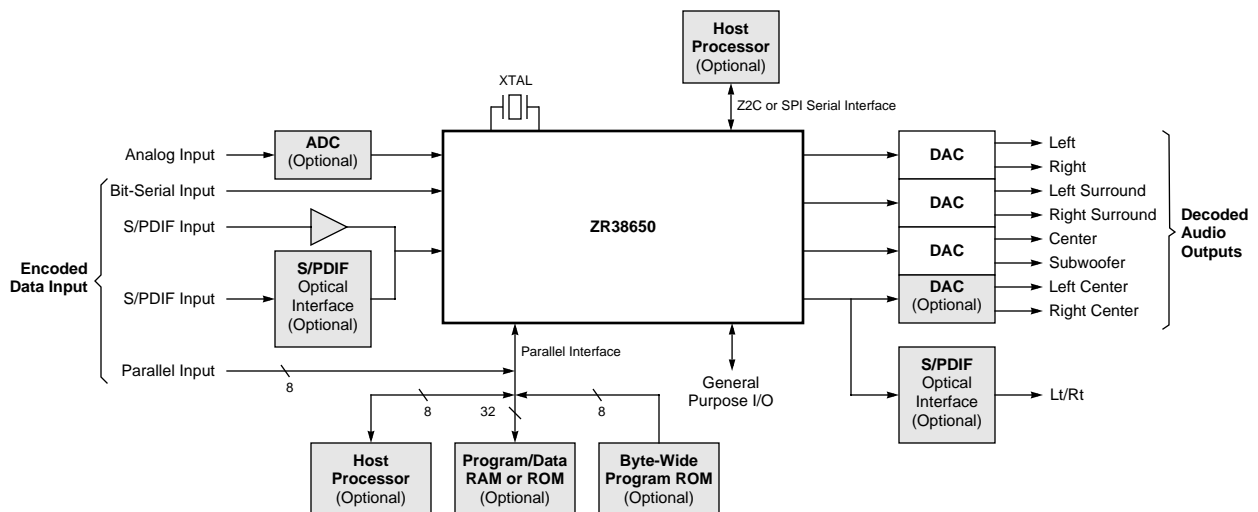 Host
Processor
(Optional)
XTAL
Z2C or SPI Serial Interface
Analog Input
ADC
(Optional)
Bit-Serial Input
S/PDIF Input
Encoded
Data Input
S/PDIF Input
S/PDIF
Optical
Interface
(Optional)
Parallel Input
8
ZR38650
Parallel Interface
General
Purpose I/O
8
32
8
Host
Processor
(Optional)
Program/Data
RAM or ROM
(Optional)
Byte-Wide
Program ROM
(Optional)
DAC
Left
Right
DAC
Left Surround
Right Surround
DAC
Center
Subwoofer
DAC
(Optional)
Left Center
Right Center
Decoded
Audio
Outputs
S/PDIF
Optical
Interface
(Optional)
Lt/Rt